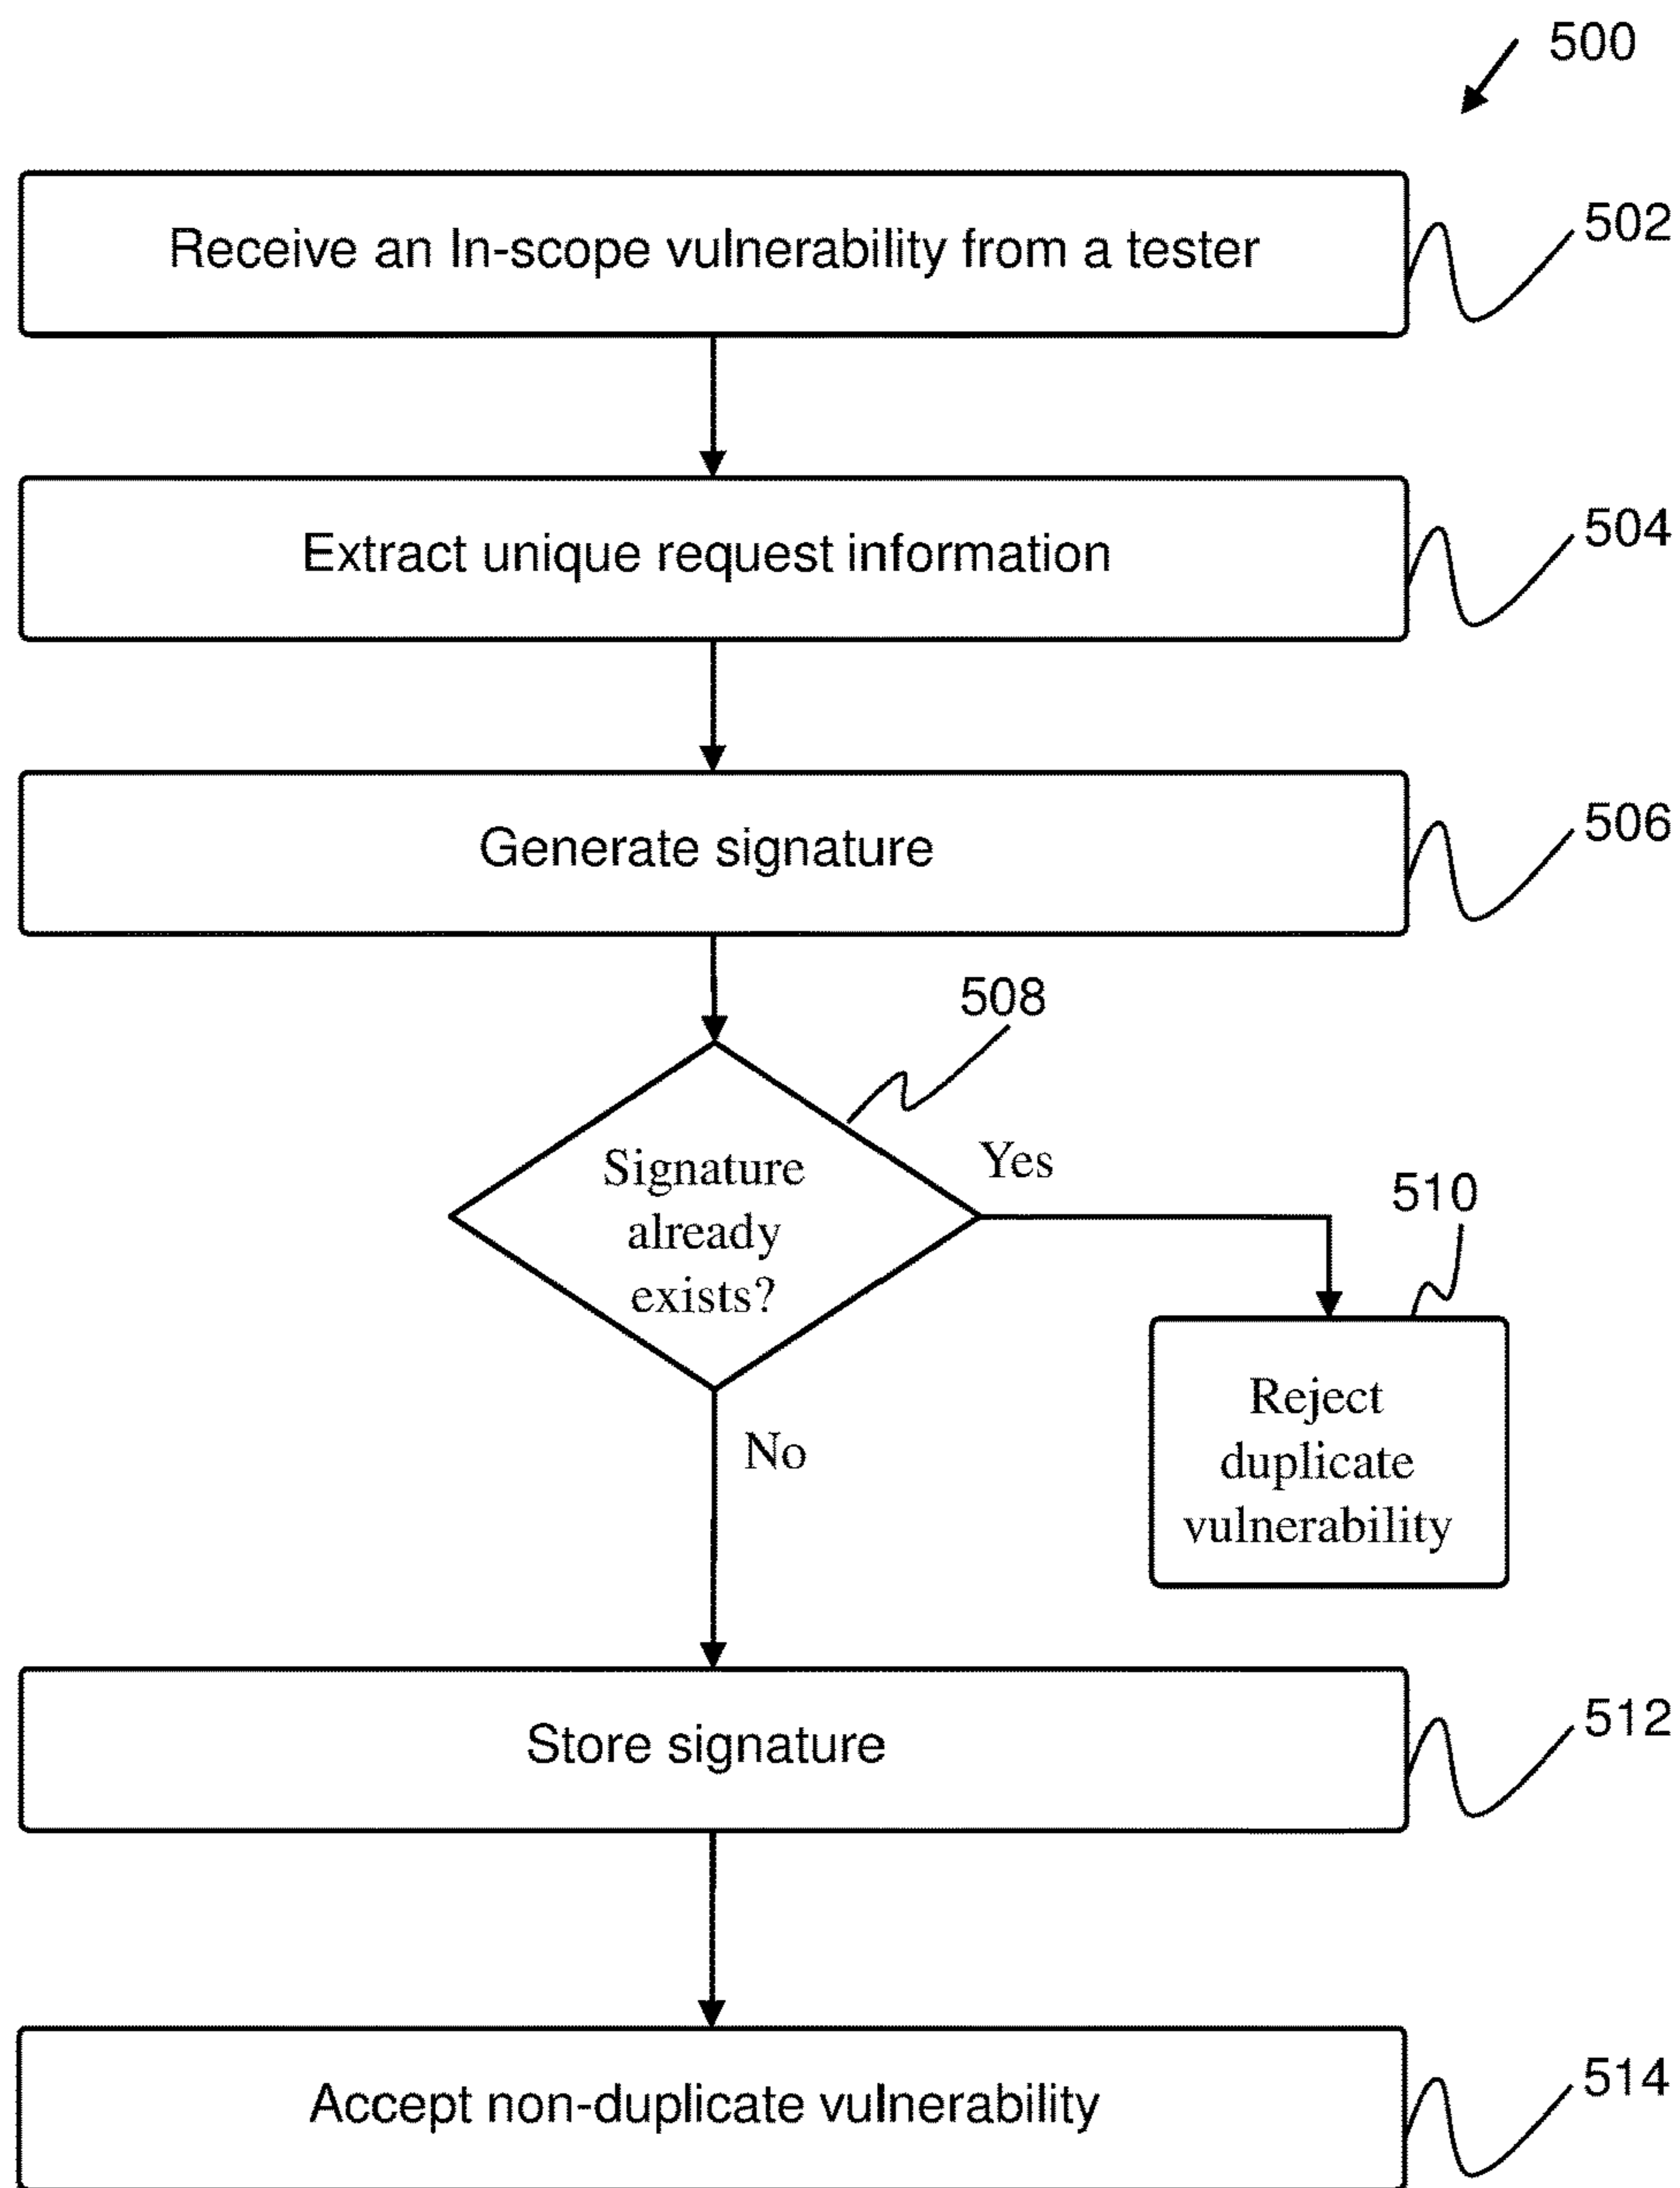 500
Receive an In-scope vulnerability from a tester
502
Extract unique request information
504
Generate signature
506
508
Signature
already
exists?
Yes
510
Reject
duplicate
vulnerability
No
Store signature
512
Accept non-duplicate vulnerability
514